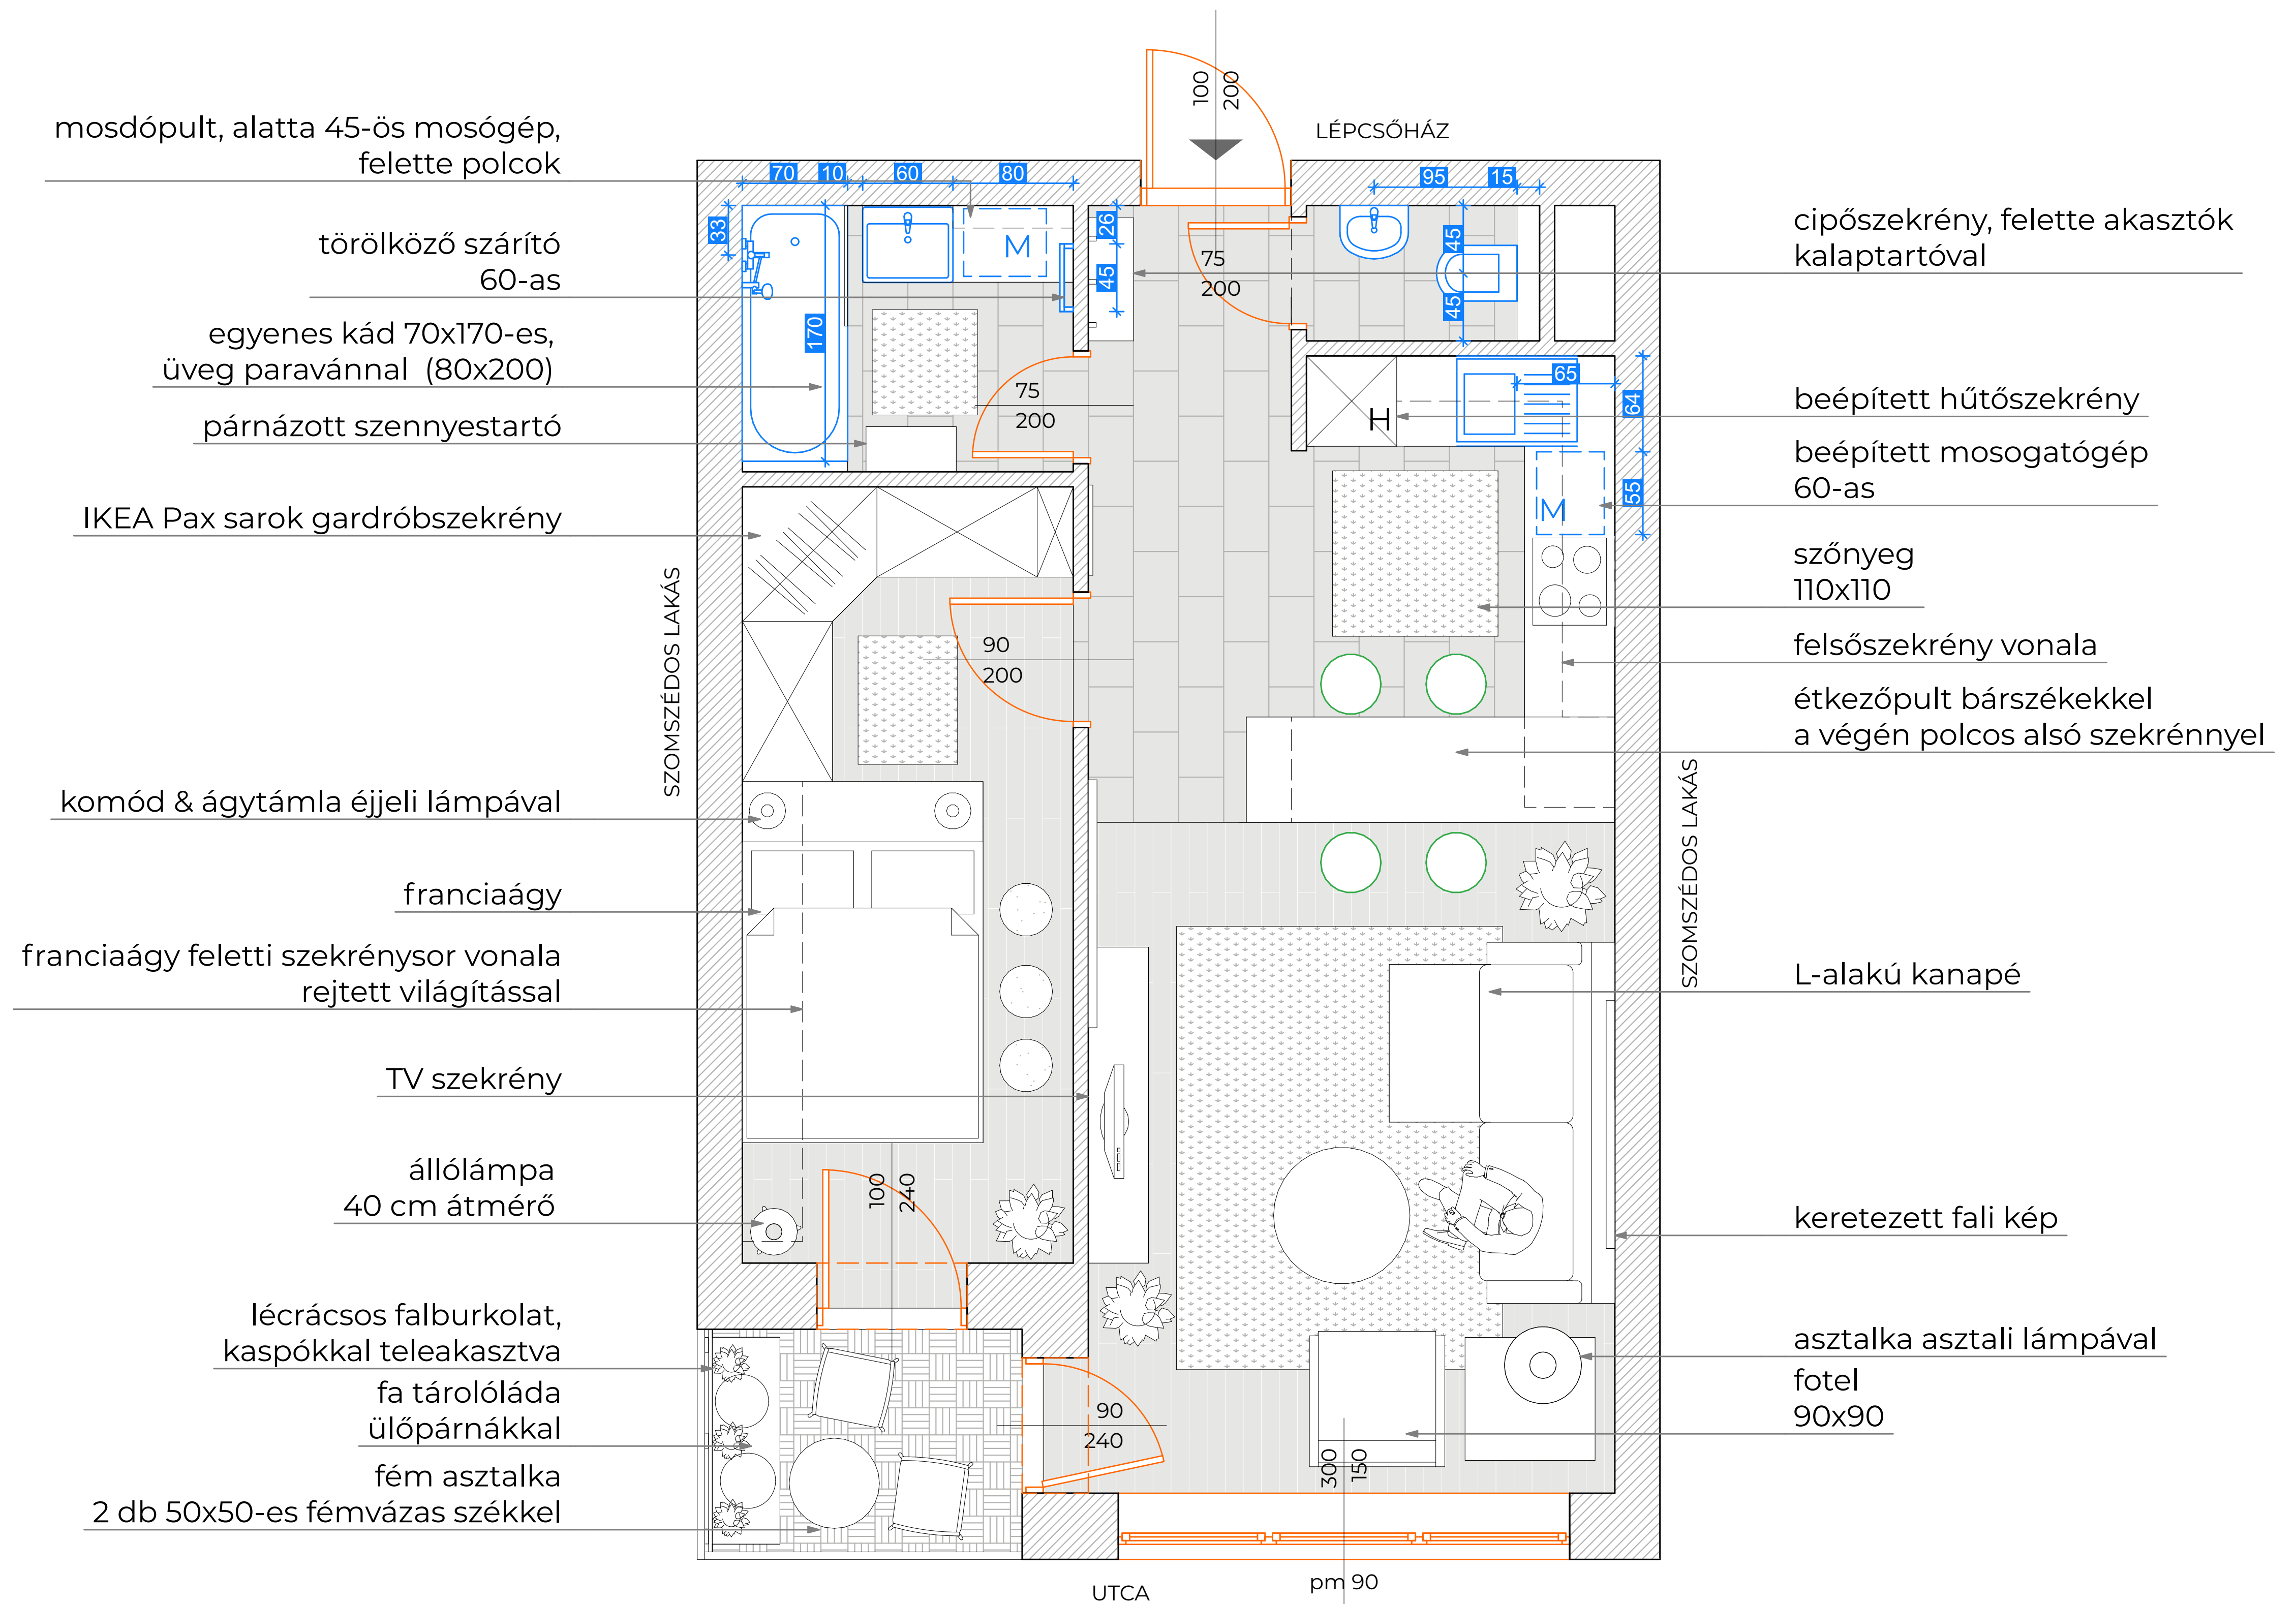 100
200
LÉPCSŐHÁZ
mosdópult, alatta 45-ös mosógép,
felette polcok
törölköző szárító
60-as
egyenes kád 70x170-es,
üveg paravánnal (80x200)
párnázott szennyestartó
IKEA Pax sarok gardróbszekrény
SZOMSZÉDOS LAKÁS
komód & ágytámla éjjeli lámpával
franciaágy
franciaágy feletti szekrénysor vonala
rejtett világítással
TV szekrény
állólámpa
40 cm átmérő
lécrácsos falburkolat,
kaspókkal teleakasztva
fa tárolóláda
ülőpárnákkal
fém asztalka
2 db 50x50-es fémvázas székkel
70
10
60
80
33
170
M
26
45
75
200
95
15
45
45
75
200
H
65
64
M
55
90
200
100
240
90
240
300
150
pm 90
UTCA
cipőszekrény, felette akasztók
kalaptartóval
beépített hűtőszekrény
beépített mosogatógép
60-as
szőnyeg
110x110
felsőszekrény vonala
étkezőpult bárszékekkel
a végén polcos alsó szekrénnyel
SZOMSZÉDOS LAKÁS
L-alakú kanapé
keretezett fali kép
asztalka asztali lámpával
fotel
90x90